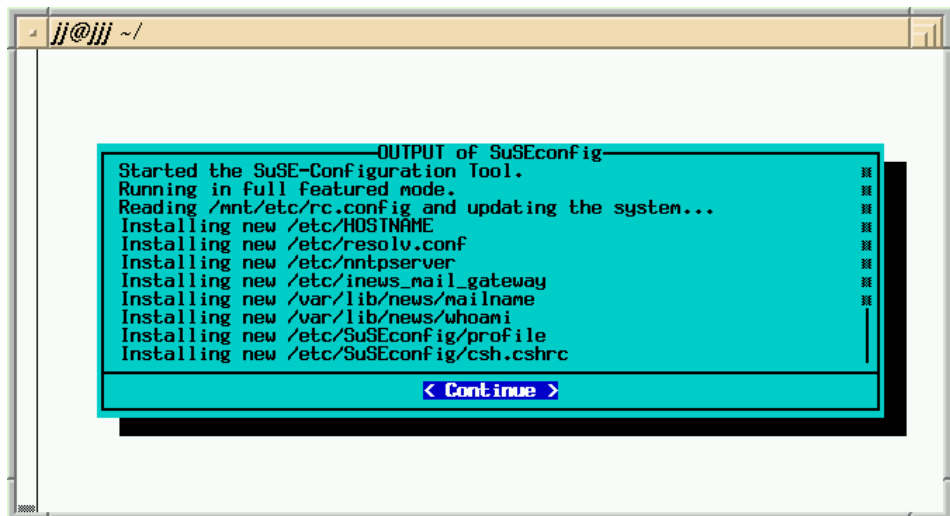 jj@jjj ~/
OUTPUT of SuSEconfig
Started the SuSE-Configuration Tool.
Running in full featured mode.
Reading /mnt/etc/rc.config and updating the system...
Installing new /etc/HOSTNAME
Installing new /etc/resolv.conf
Installing new /etc/nntpserver
Installing new /etc/inews_mail_gateway
Installing new /var/lib/news/mailname
Installing new /var/lib/news/whoami
Installing new /etc/SuSEconfig/profile
Installing new /etc/SuSEconfig/csh.cshrc
< Continue >